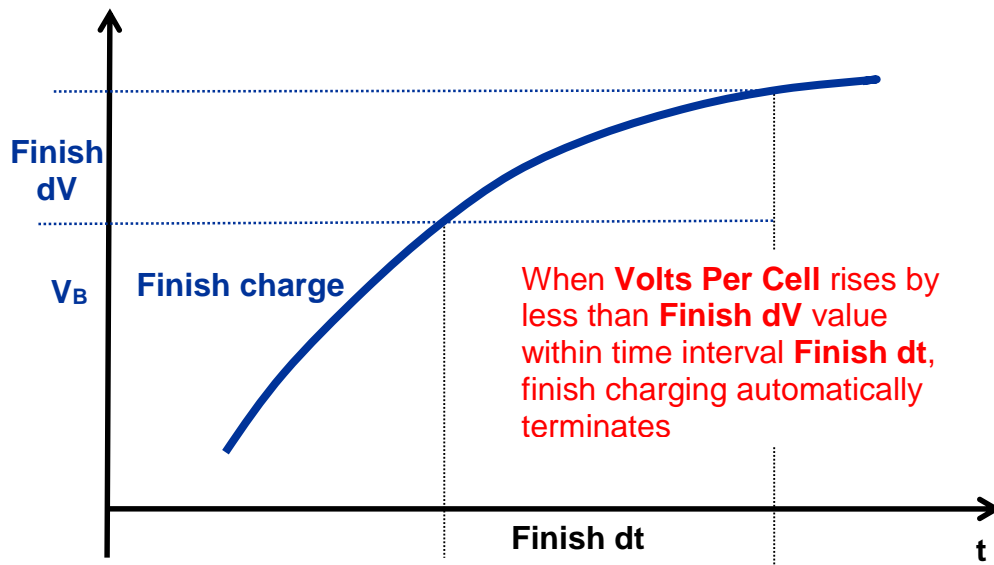 Finish
dV
V_B
Finish charge
When Volts Per Cell rises by
less than Finish dV value
within time interval Finish dt,
finish charging automatically
terminates
Finish dt
t